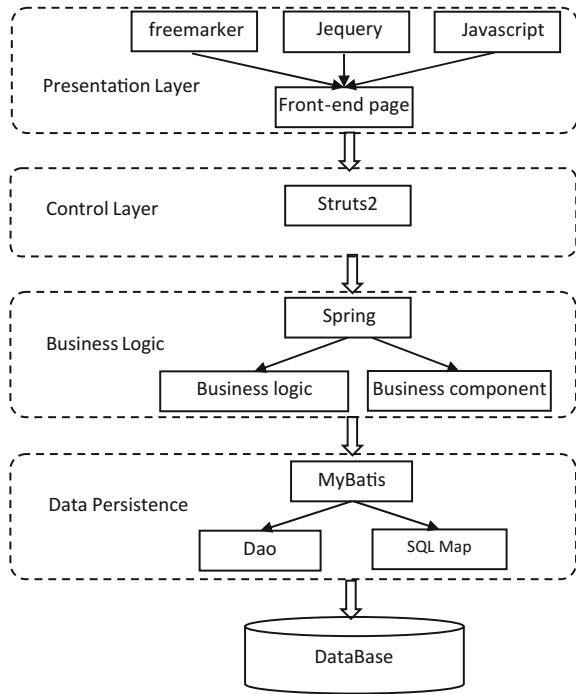 freemarker
Jequery
Javascript
Presentation Layer
Front-end page
Control Layer
Struts2
Spring
Business Logic
Business logic
Business component
MyBatis
Data Persistence
Dao
SQL Map
DataBase